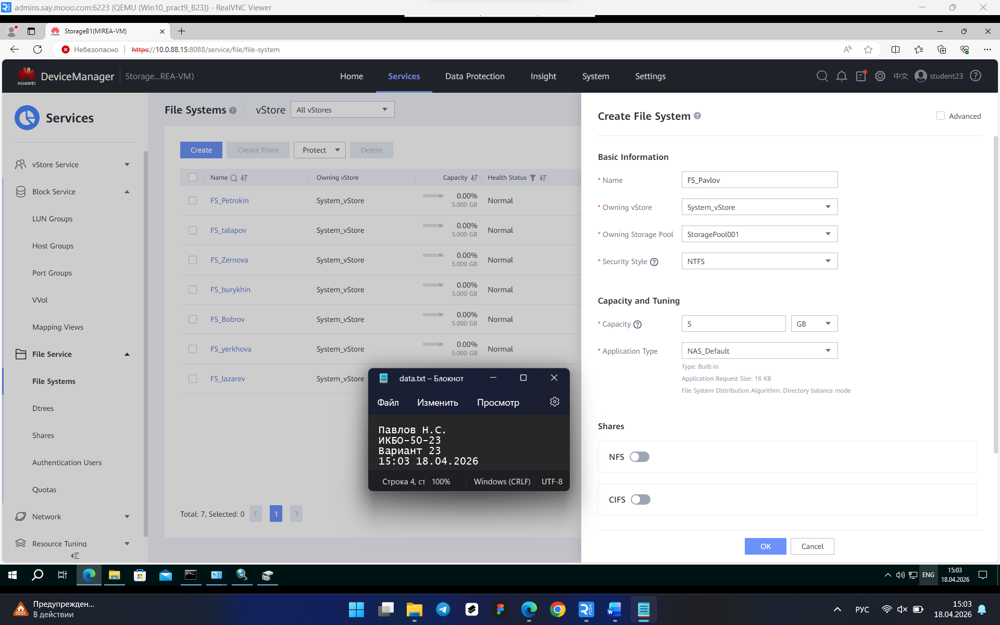 admins.say.mooo.com:6223 (QEMU (Win10_pract9_B23)) - RealVNC Viewer
StorageB1(MIREA-VM)
Небезопасно
https://10.0.88.15:8088/service/file/file-system
HUAWEI
DeviceManager
Storage...REA-VM)
Home
Services
Data Protection
Insight
System
Settings
中文
student23
Services
vStore Service
Block Service
LUN Groups
Host Groups
Port Groups
VVol
Mapping Views
File Service
File Systems
Dtrees
Shares
Authentication Users
Quotas
Network
Resource Tuning
File Systems
vStore
All vStores
Create
Create From
Protect
Delete
Name
Owning vStore
Capacity
Health Status
FS_Petrokin System_vStore 0.00% 5.000 GB Normal
FS_talapov System_vStore 0.00% 5.000 GB Normal
FS_Zernova System_vStore 0.00% 5.000 GB Normal
FS_burykhin System_vStore 0.00% 5.000 GB Normal
FS_Bobrov System_vStore 0.00% 5.000 GB Normal
FS_yerkhova System_vStore 0.00% 5.000 GB Normal
FS_lazarev System_vStore
Total: 7, Selected: 0
1
data.txt – Блокнот
Файл
Изменить
Просмотр
Павлов Н.С.
ИКБО-50-23
Вариант 23
15:03 18.04.2026
Строка 4, ст
100%
Windows (CRLF)
UTF-8
Create File System
Advanced
Basic Information
* Name
FS_Pavlov
* Owning vStore
System_vStore
* Owning Storage Pool
StoragePool001
* Security Style
NTFS
Capacity and Tuning
* Capacity
5
GB
* Application Type
NAS_Default
Type: Built-in
Application Request Size: 16 KB
File System Distribution Algorithm: Directory balance mode
Shares
NFS
CIFS
OK
Cancel
ENG
15:03
18.04.2026
Предупрежден...
В действии
РУС
15:03
18.04.2026